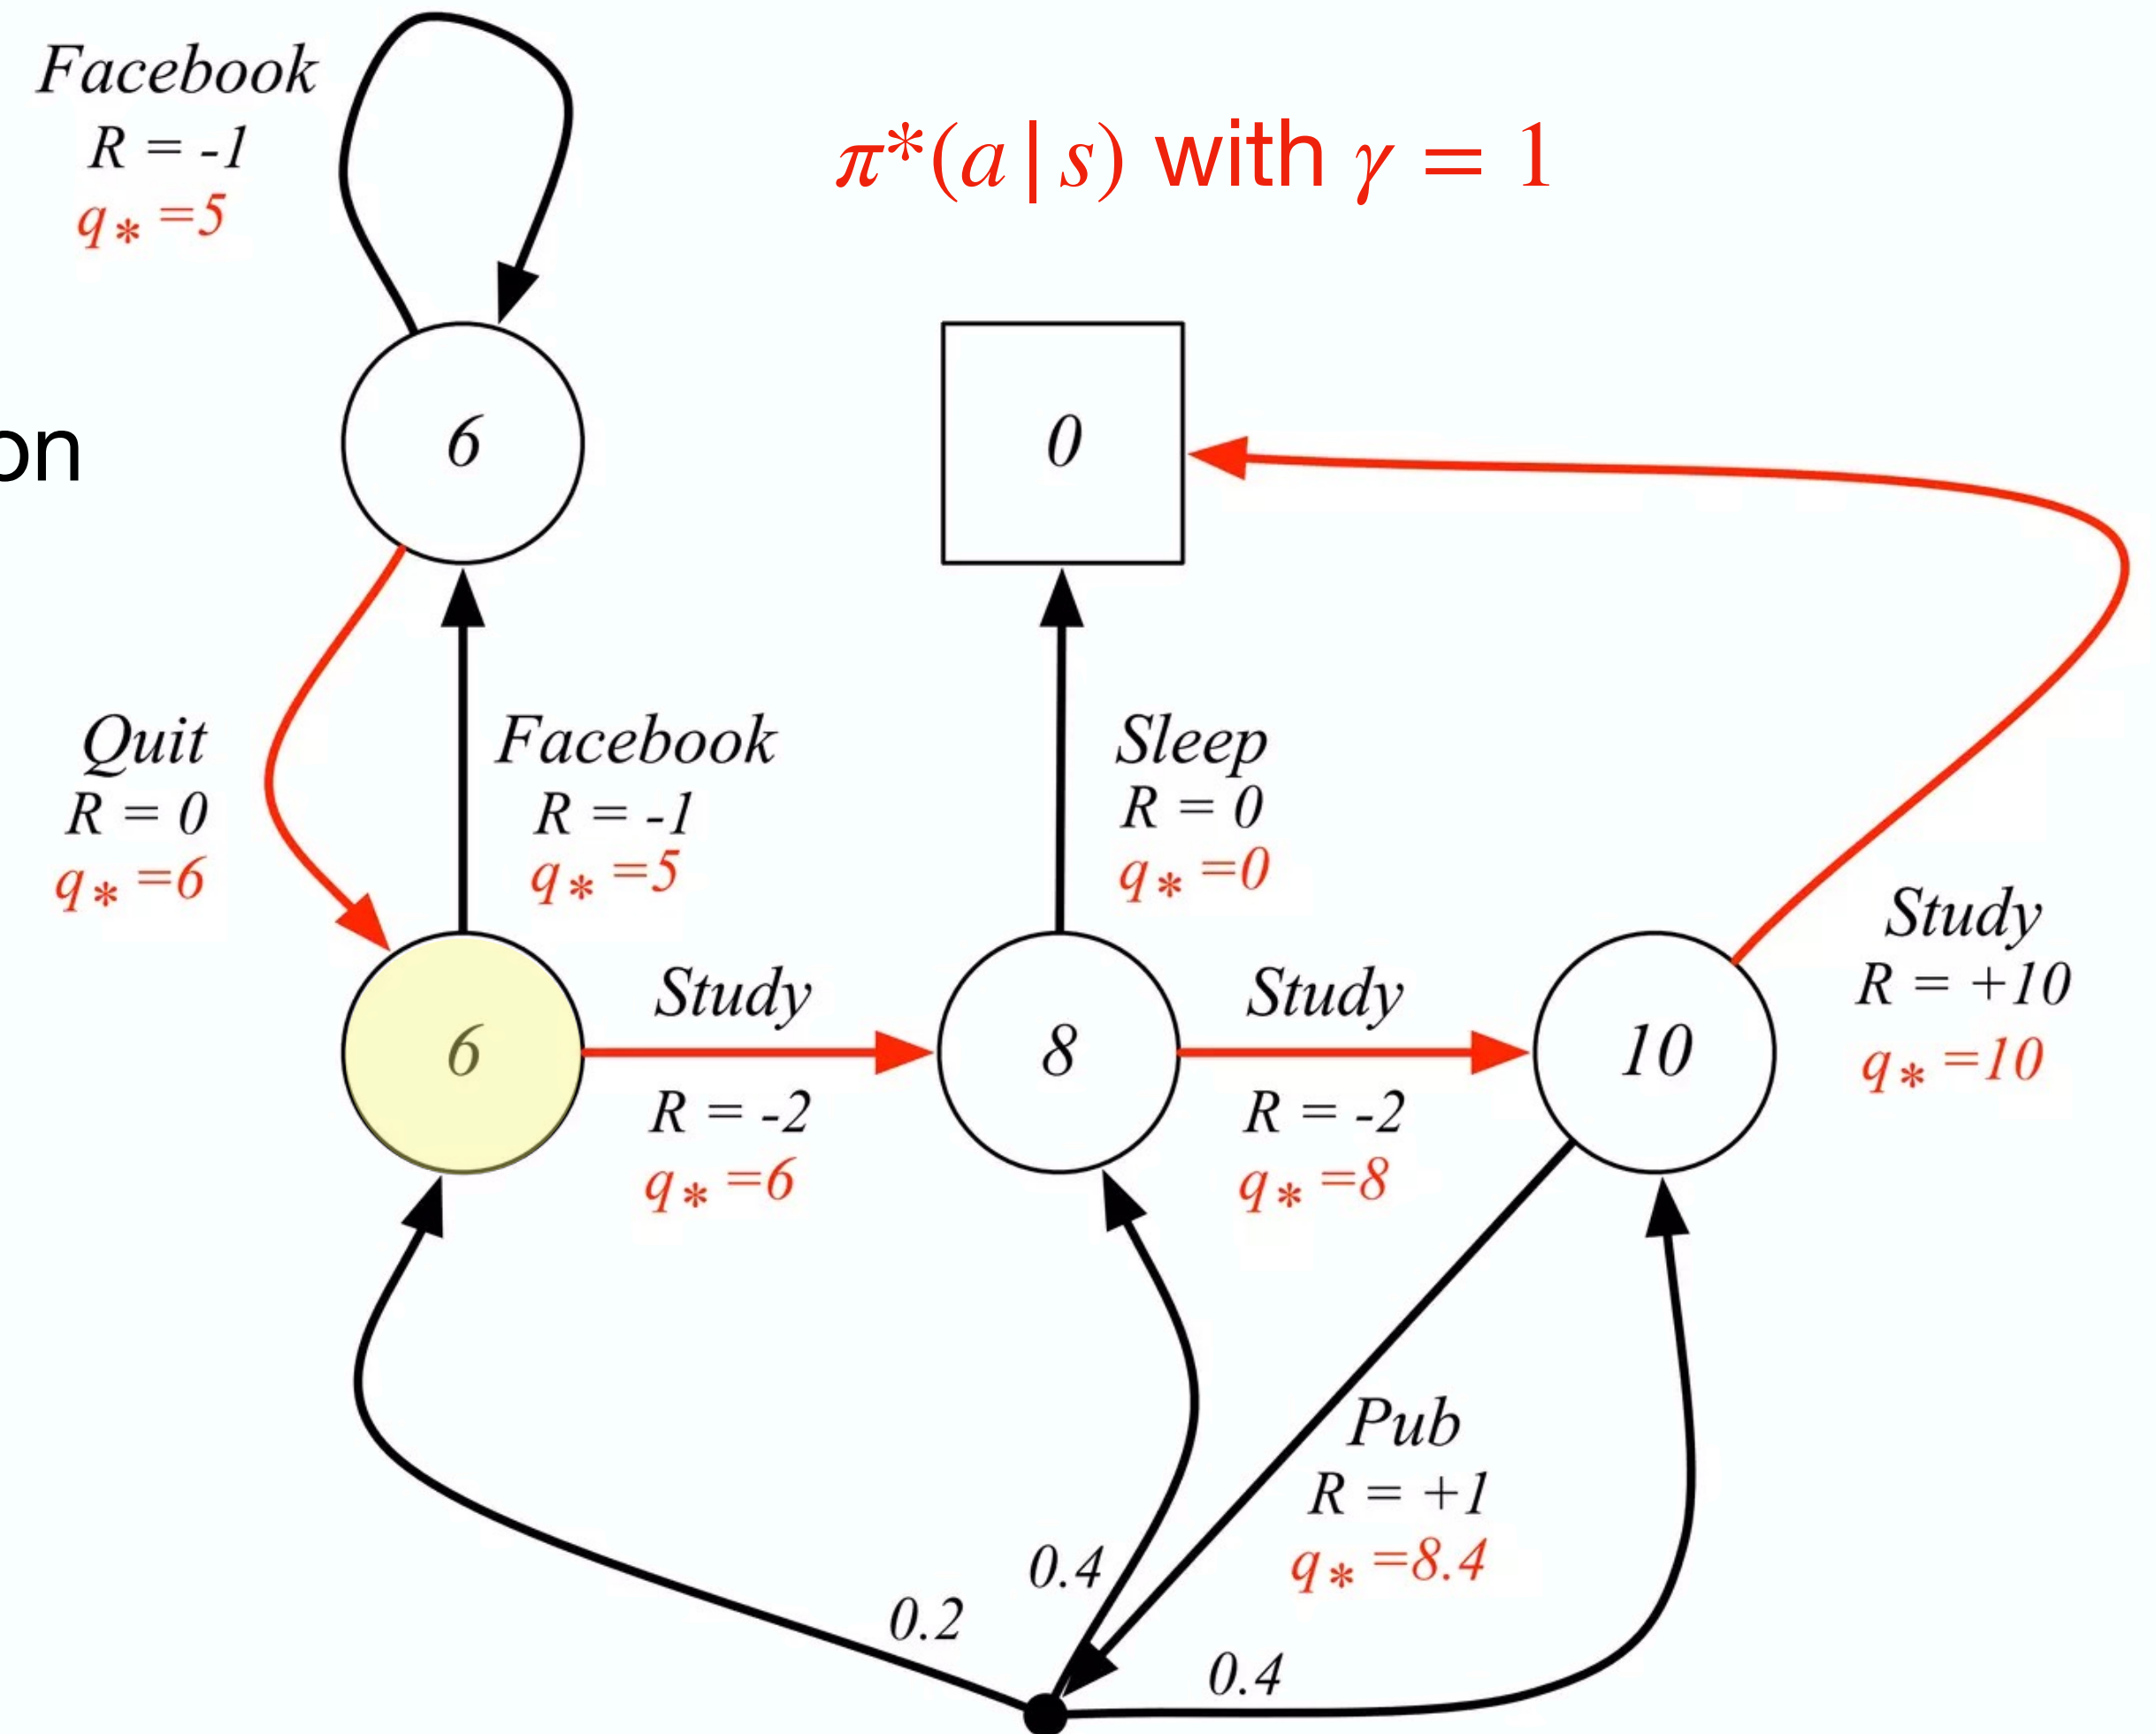 Facebook
R = -1
q* =5
π*(a|s) with γ = 1
6
0
on
Quit
R = 0
q* =6
Facebook
R = -1
q* =5
Sleep
R = 0
q* =0
Study
R = +10
q* =10
6
Study
R = -2
q* =6
8
Study
R = -2
q* =8
10
Pub
R = +1
q* =8.4
0.2
0.4
0.4